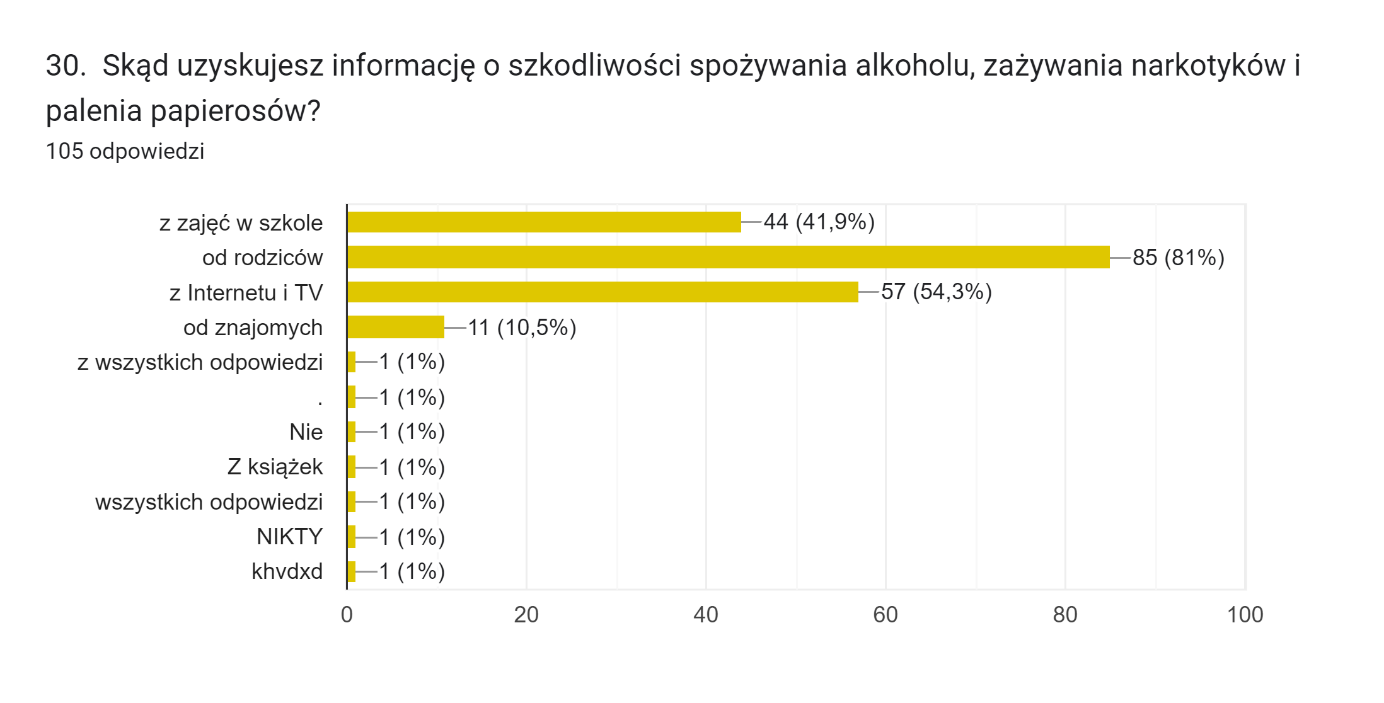 30.  Skąd uzyskujesz informację o szkodliwości spożywania alkoholu, zażywania narkotyków i
palenia papierosów?
105 odpowiedzi
z zajęć w szkole 44 (41,9%)
od rodziców 85 (81%)
z Internetu i TV 57 (54,3%)
od znajomych 11 (10,5%)
z wszystkich odpowiedzi 1 (1%)
. 1 (1%)
Nie 1 (1%)
Z książek 1 (1%)
wszystkich odpowiedzi 1 (1%)
NIKTY 1 (1%)
khvdxd 1 (1%)
0 20 40 60 80 100